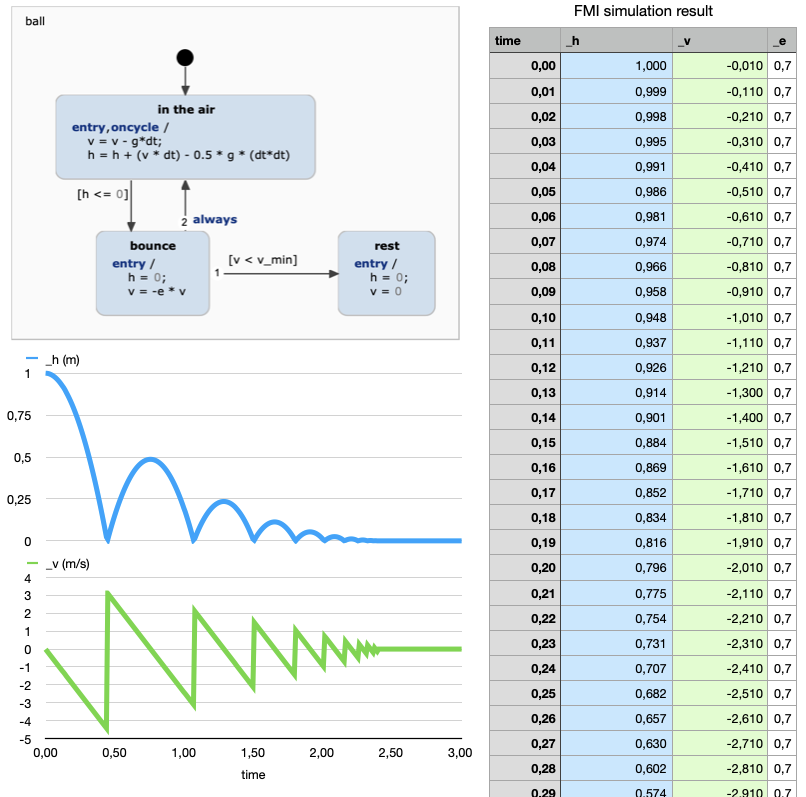 ball
in the air
entry,oncycle /
v = v - g*dt;
h = h + (v * dt) - 0.5 * g * (dt*dt)
[h <= 0]
2 always
bounce
entry /
h = 0;
v = -e * v
1 [v < v_min]
rest
entry /
h = 0;
v = 0
_h (m)
1
0,75
0,5
0,25
0
_v (m/s)
4
3
2
1
0
-1
-2
-3
-4
-5
0,00 0,50 1,00 1,50 2,00 2,50 3,00
time
FMI simulation result
time _h _v _e
0,00 1,000 -0,010 0,7
0,01 0,999 -0,110 0,7
0,02 0,998 -0,210 0,7
0,03 0,995 -0,310 0,7
0,04 0,991 -0,410 0,7
0,05 0,986 -0,510 0,7
0,06 0,981 -0,610 0,7
0,07 0,974 -0,710 0,7
0,08 0,966 -0,810 0,7
0,09 0,958 -0,910 0,7
0,10 0,948 -1,010 0,7
0,11 0,937 -1,110 0,7
0,12 0,926 -1,210 0,7
0,13 0,914 -1,300 0,7
0,14 0,901 -1,400 0,7
0,15 0,884 -1,510 0,7
0,16 0,869 -1,610 0,7
0,17 0,852 -1,710 0,7
0,18 0,834 -1,810 0,7
0,19 0,816 -1,910 0,7
0,20 0,796 -2,010 0,7
0,21 0,775 -2,110 0,7
0,22 0,754 -2,210 0,7
0,23 0,731 -2,310 0,7
0,24 0,707 -2,410 0,7
0,25 0,682 -2,510 0,7
0,26 0,657 -2,610 0,7
0,27 0,630 -2,710 0,7
0,28 0,602 -2,810 0,7
0,29 0,574 -2,910 0,7